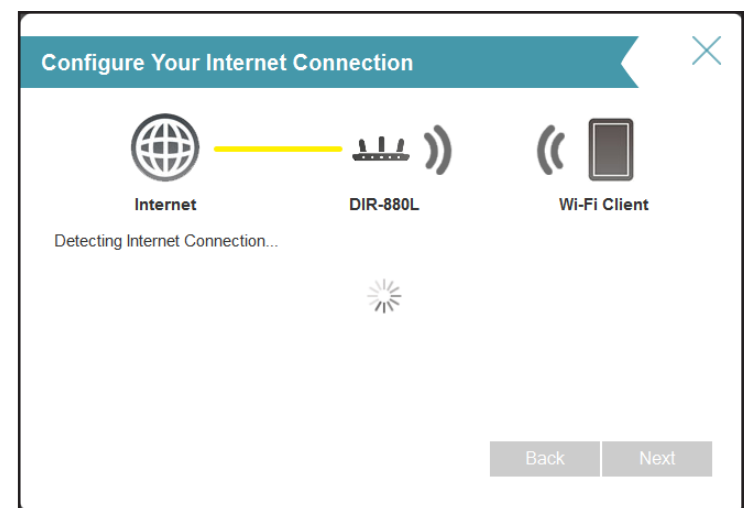 Configure Your Internet Connection
Internet
DIR-880L
Wi-Fi Client
Detecting Internet Connection...
Back
Next